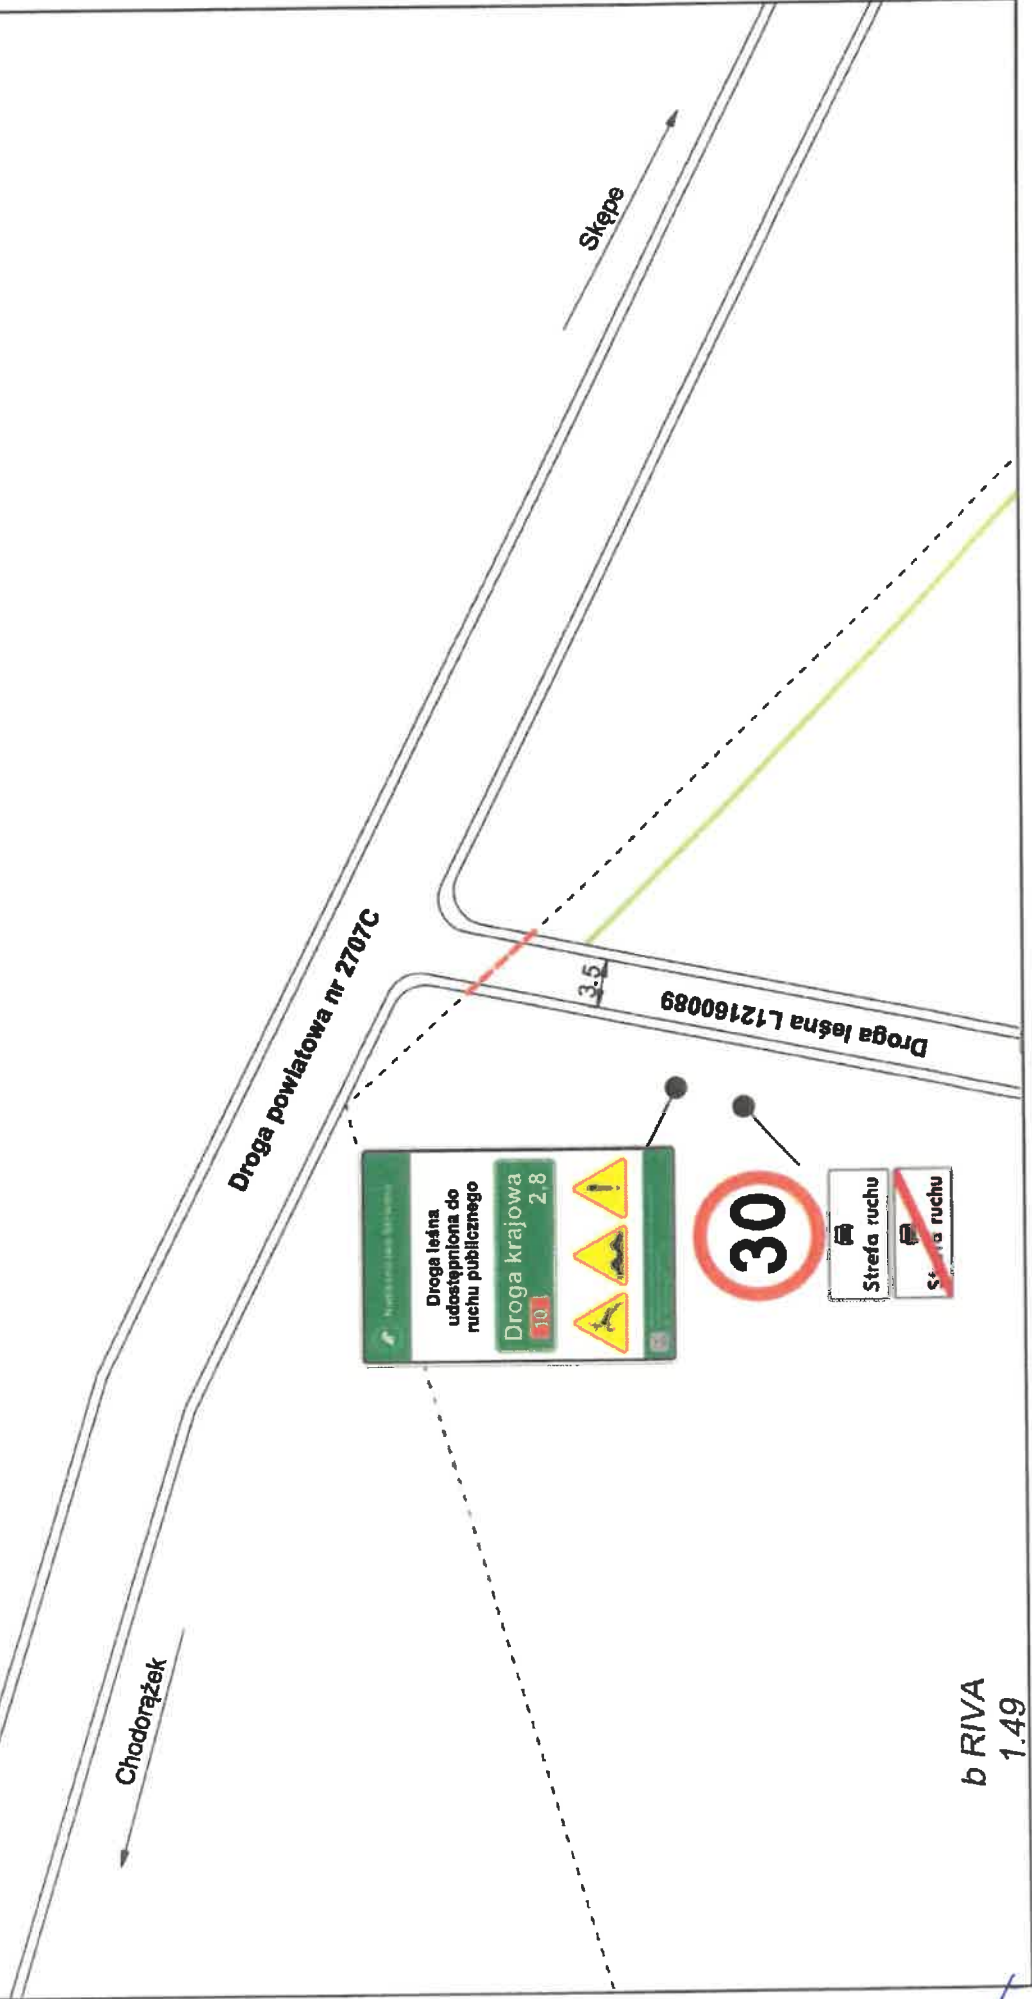 Skępe
Droga powiatowa nr 2707C
Chodorążek
3.5
Droga leśna L12160089
Droga leśna
udostępniona do
ruchu publicznego
Droga krajowa
10 2,8
30
Strefa ruchu
Strefa ruchu
b RIVA
1.49